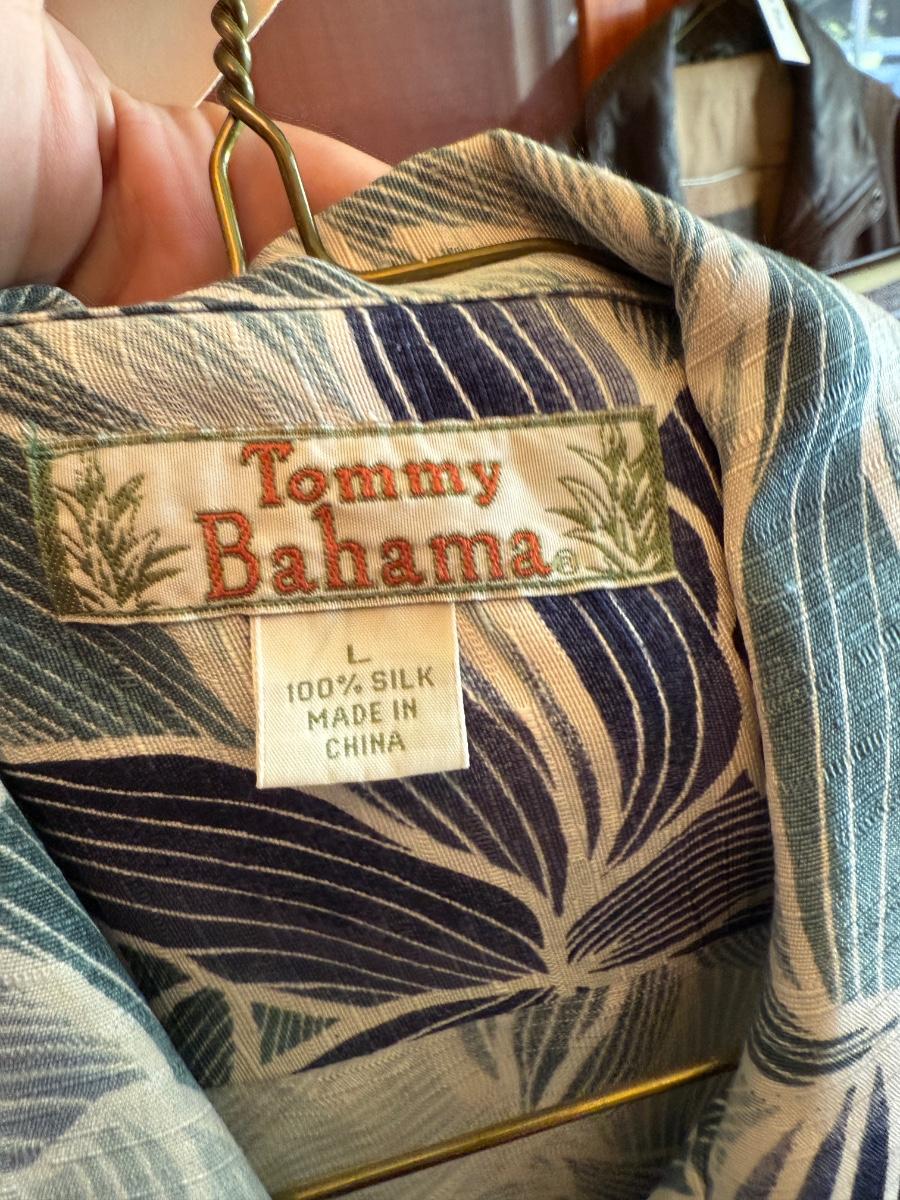 Tommy
Bahama®
L
100% SILK
MADE IN
CHINA